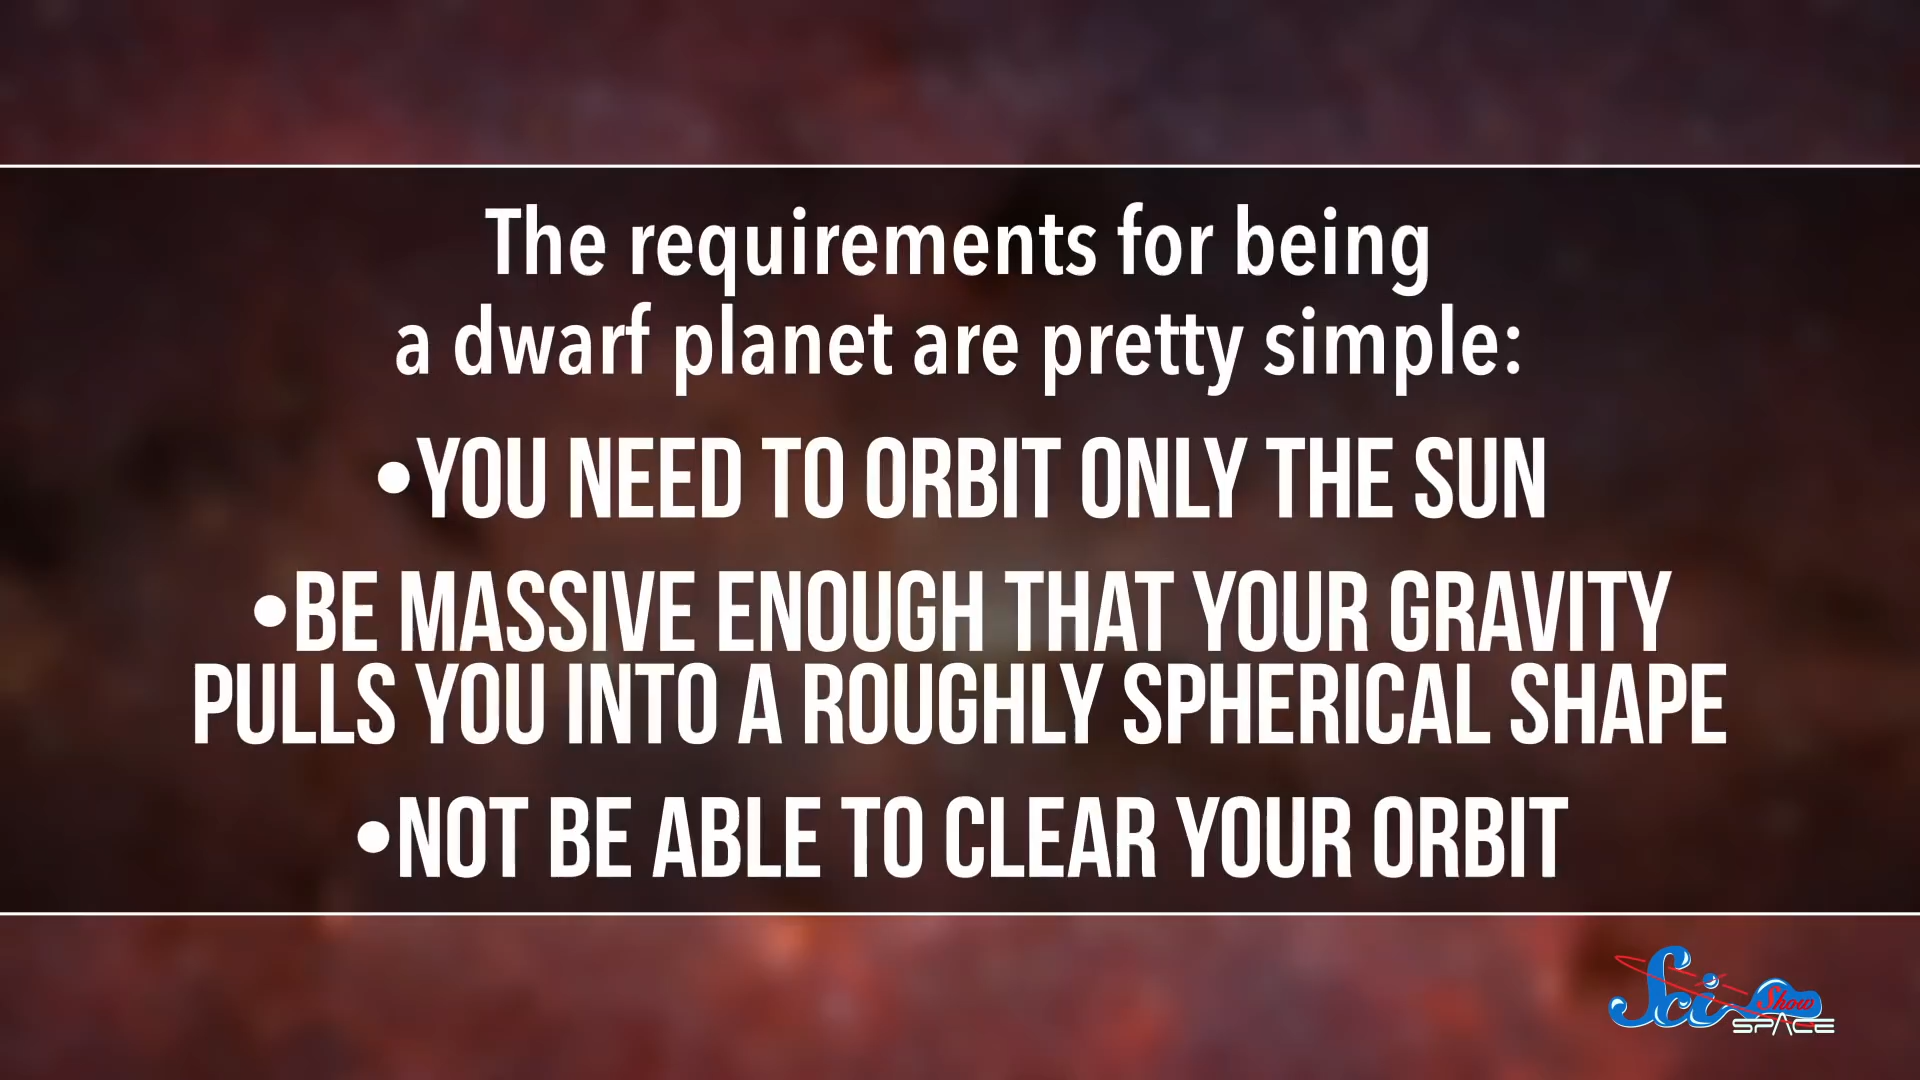 The requirements for being
a dwarf planet are pretty simple:
•YOU NEED TO ORBIT ONLY THE SUN
•BE MASSIVE ENOUGH THAT YOUR GRAVITY
PULLS YOU INTO A ROUGHLY SPHERICAL SHAPE
•NOT BE ABLE TO CLEAR YOUR ORBIT
Sci Show
SPACE